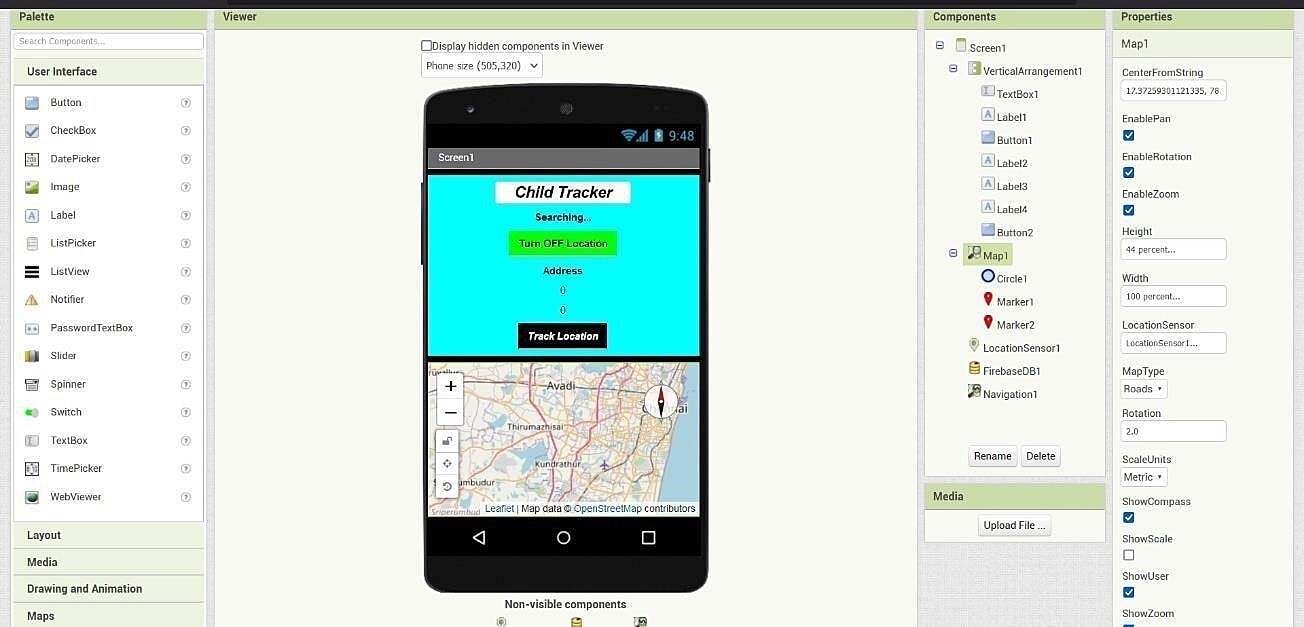 Palette
Search Components...
User Interface
Button
CheckBox
DatePicker
Image
Label
ListPicker
ListView
Notifier
PasswordTextBox
Slider
Spinner
Switch
TextBox
TimePicker
WebViewer
Layout
Media
Drawing and Animation
Maps
Viewer
Display hidden components in Viewer
Phone size (505,320)
9:48
Screen1
Child Tracker
Searching...
Turn OFF Location
Address
0
0
Track Location
Avadi
Thirumazhisai
Kundrathur
Sriperumbud
Leaflet | Map data © OpenStreetMap contributors
Non-visible components
Components
Screen1
VerticalArrangement1
TextBox1
Label1
Button1
Label2
Label3
Label4
Button2
Map1
Circle1
Marker1
Marker2
LocationSensor1
FirebaseDB1
Navigation1
Rename Delete
Media
Upload File ...
Properties
Map1
CenterFromString
17.37259301121335, 78
EnablePan
EnableRotation
EnableZoom
Height
44 percent...
Width
100 percent...
LocationSensor
LocationSensor1...
MapType
Roads
Rotation
2.0
ScaleUnits
Metric
ShowCompass
ShowScale
ShowUser
ShowZoom